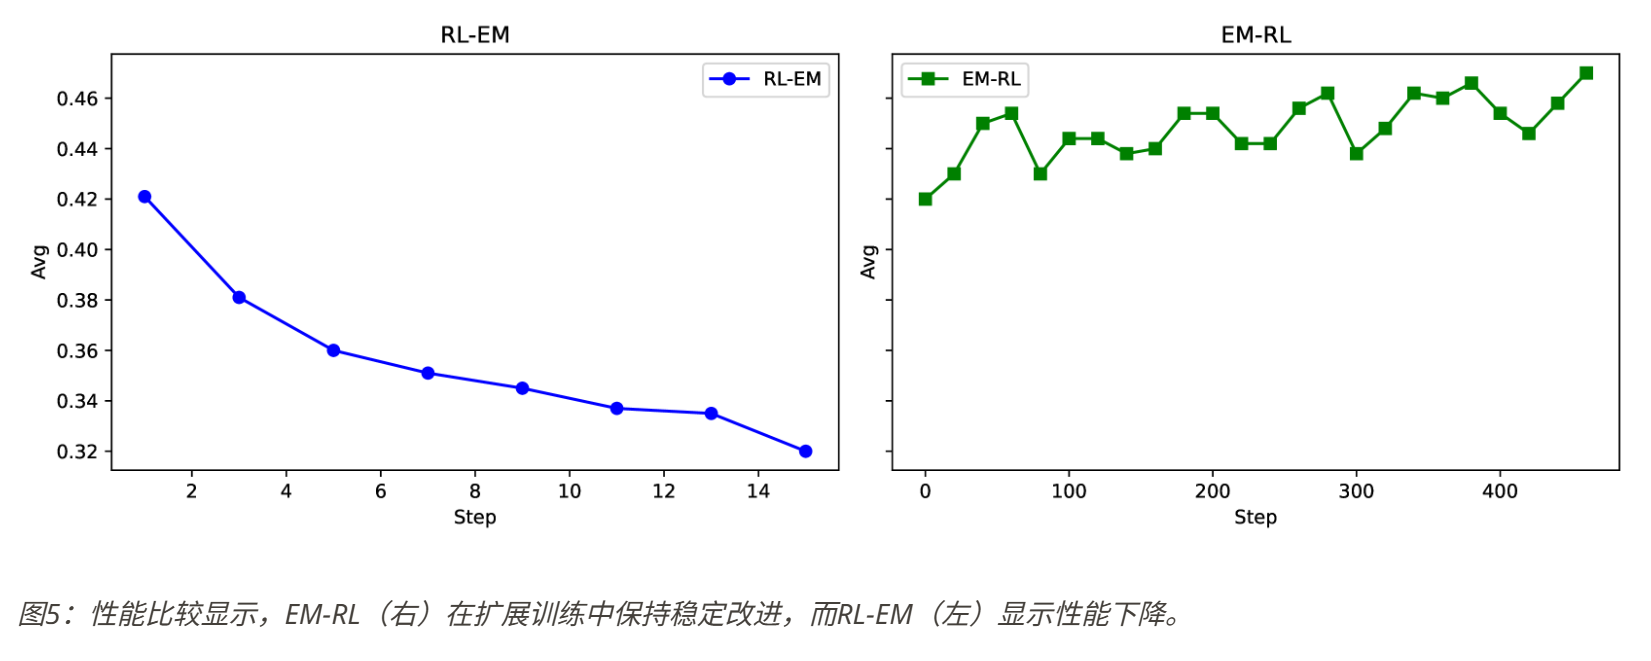 RL-EM
RL-EM
0.46
0.44
0.42
0.40
0.38
0.36
0.34
0.32
Avg
2 4 6 8 10 12 14
Step
EM-RL
EM-RL
Avg
0 100 200 300 400
Step
图5：性能比较显示，EM-RL（右）在扩展训练中保持稳定改进，而RL-EM（左）显示性能下降。